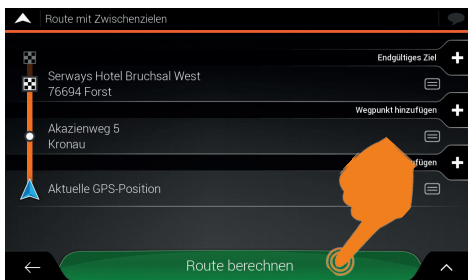 Route mit Zwischenzielen
Endgültiges Ziel
Serways Hotel Bruchsal West
76694 Forst
Wegpunkt hinzufügen
Akazienweg 5
Kronau
Aktuelle GPS-Position
Route berechnen